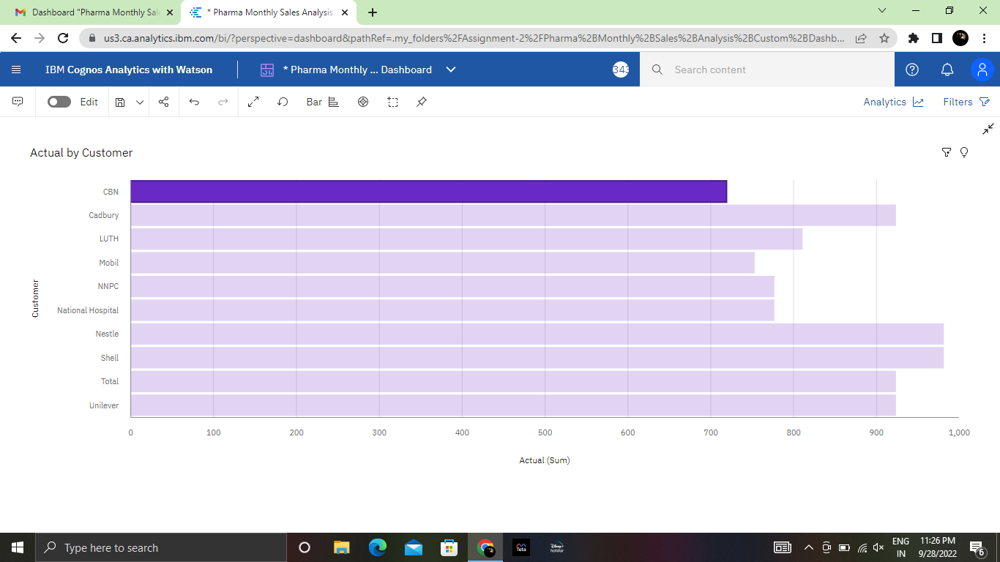 Dashboard "Pharma Monthly Sal
* Pharma Monthly Sales Analysis
us3.ca.analytics.ibm.com/bi/?perspective=dashboard&pathRef=.my_folders%2FAssignment-2%2FPharma%2BMonthly%2BSales%2BAnalysis%2BCustom%2BDashb...
IBM Cognos Analytics with Watson
* Pharma Monthly ... Dashboard
343
Search content
Edit
Bar
Analytics
Filters
Actual by Customer
Customer
CBN
Cadbury
LUTH
Mobil
NNPC
National Hospital
Nestle
Shell
Total
Unilever
0 100 200 300 400 500 600 700 800 900 1,000
Actual (Sum)
Type here to search
Teta
Disney+
hotstar
ENG
IN
11:26 PM
9/28/2022
6